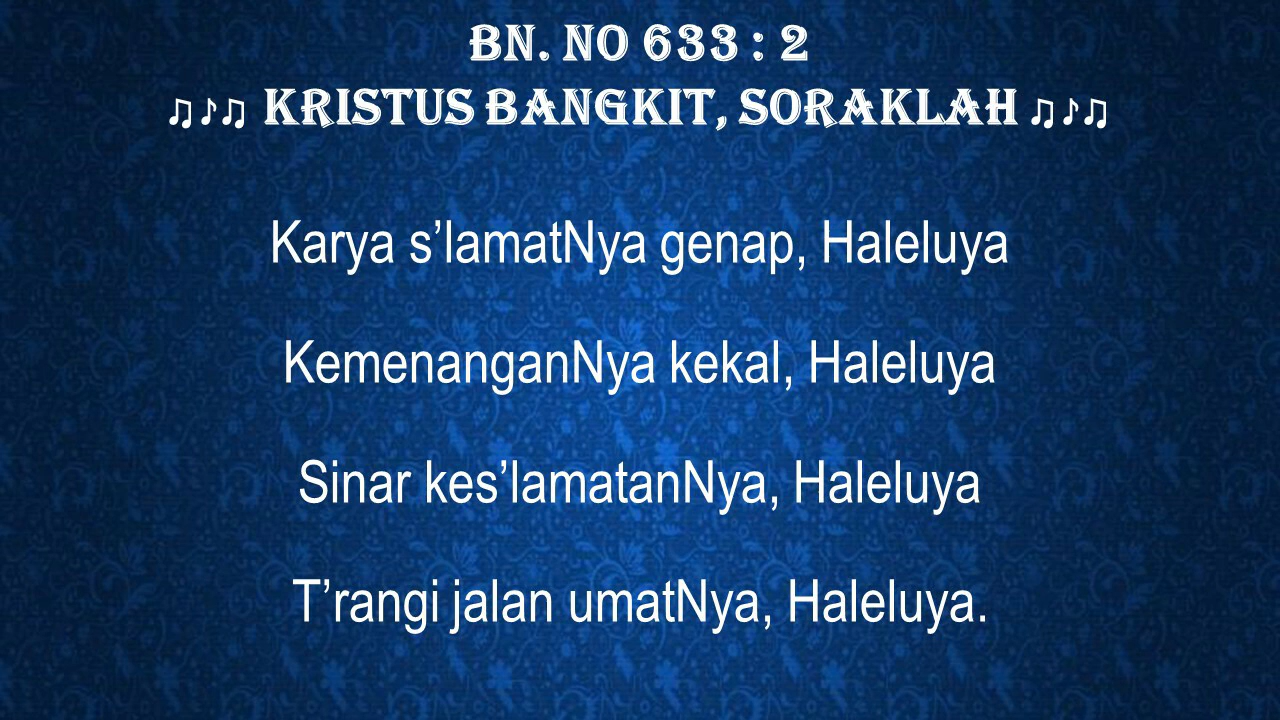 BN. NO 633 : 2
♫♪♫ KRISTUS BANGKIT, SORAKLAH ♫♪♫
Karya s’lamatNya genap, Haleluya
KemenanganNya kekal, Haleluya
Sinar kes’lamatanNya, Haleluya
T’rangi jalan umatNya, Haleluya.